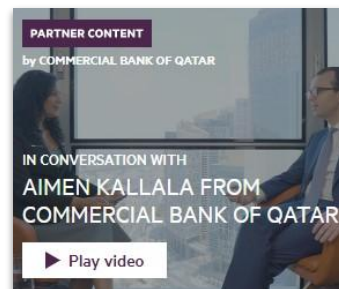 PARTNER CONTENT
by COMMERCIAL BANK OF QATAR
IN CONVERSATION WITH
AIMEN KALLALA FROM
COMMERCIAL BANK OF QATAR
Play video